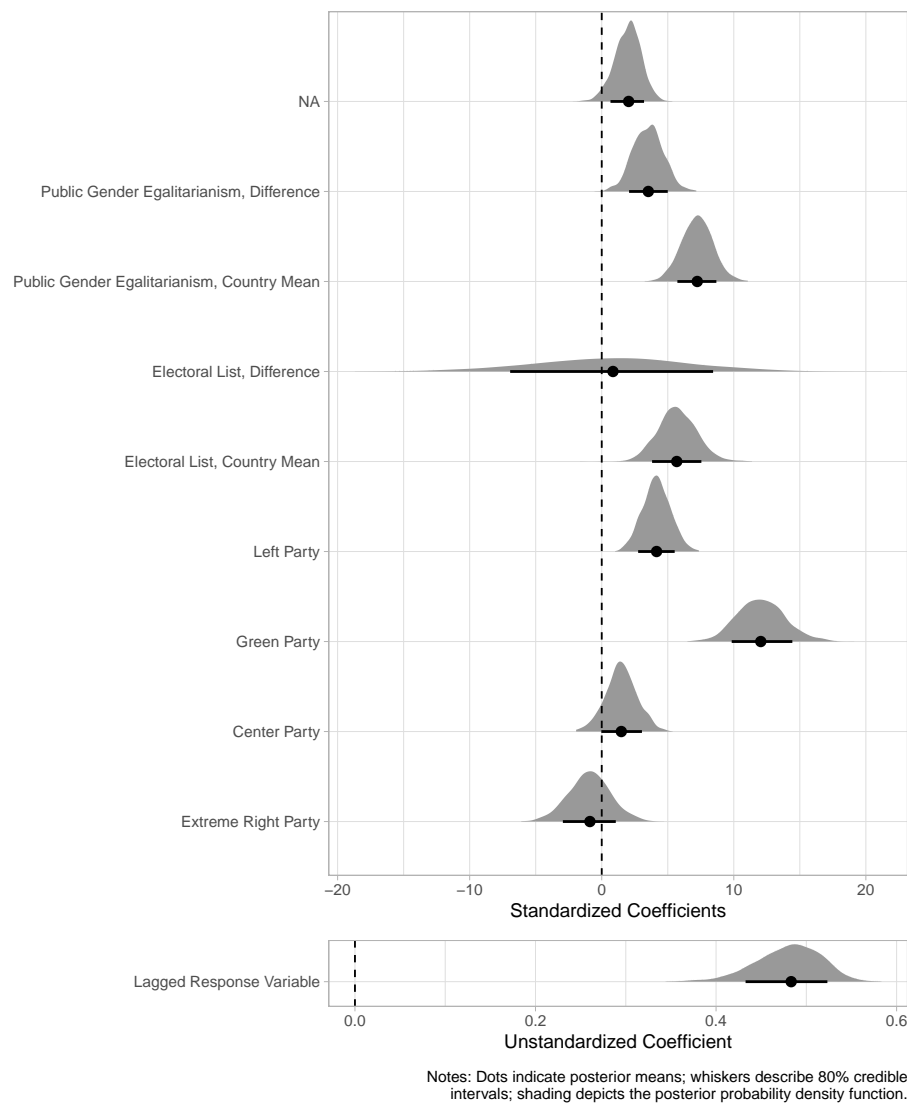 NA
Public Gender Egalitarianism, Difference
Public Gender Egalitarianism, Country Mean
Electoral List, Difference
Electoral List, Country Mean
Left Party
Green Party
Center Party
Extreme Right Party
−20 −10 0 10 20
Standardized Coefficients
Lagged Response Variable
0.0 0.2 0.4 0.6
Unstandardized Coefficient
Notes: Dots indicate posterior means; whiskers describe 80% credible
intervals; shading depicts the posterior probability density function.